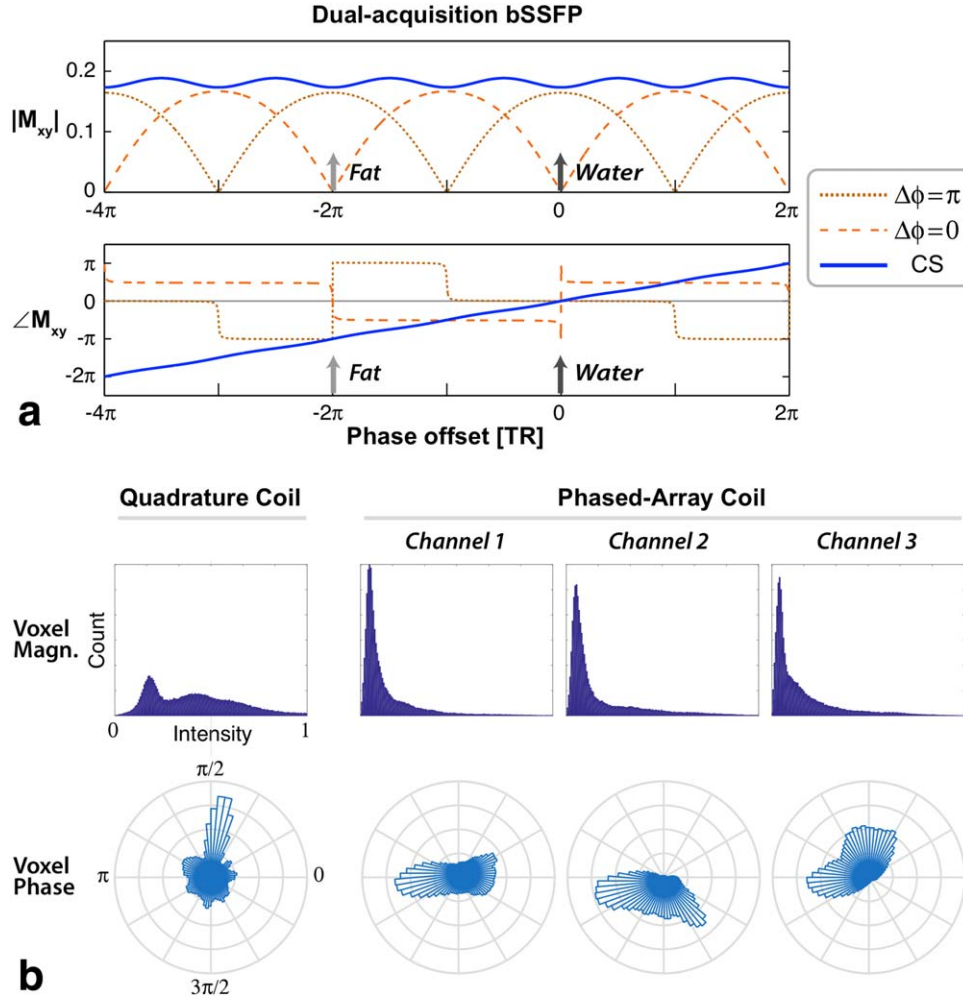 Dual-acquisition bSSFP
0.2
|Mxy|
0.1
0
Fat
Water
-4π
-2π
0
2π
Δϕ=π
Δϕ=0
CS
π
0
∠Mxy
-π
-2π
Fat
Water
-4π
-2π
0
2π
Phase offset [TR]
a
Quadrature Coil
Phased-Array Coil
Channel 1
Channel 2
Channel 3
Voxel
Magn.
Count
0
Intensity
1
π/2
Voxel
Phase
π
0
3π/2
b